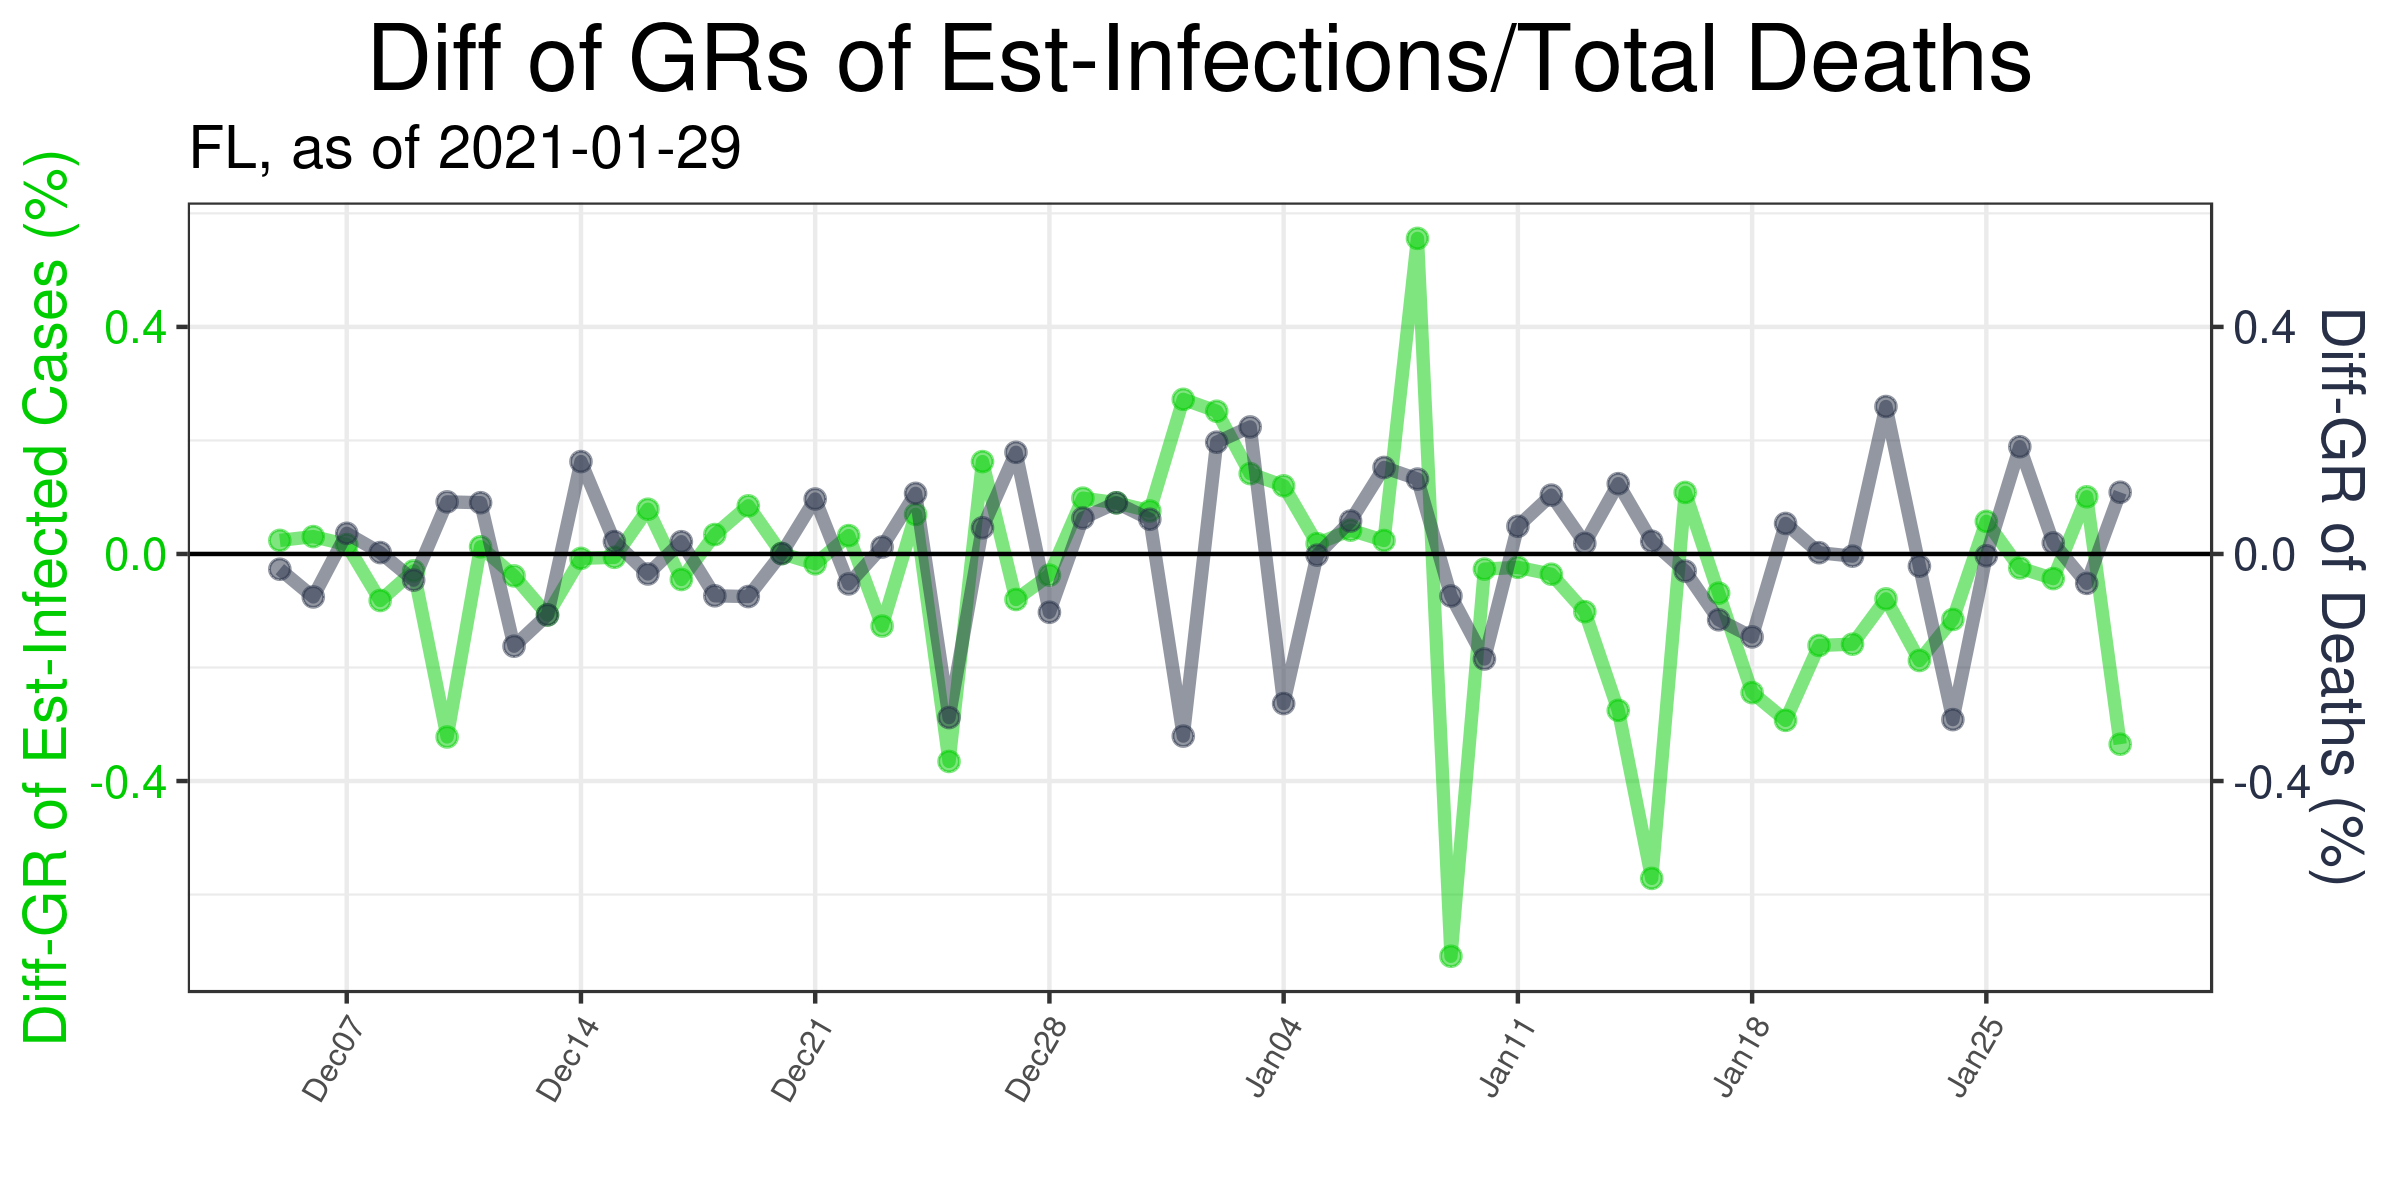 Diff of GRs of Est-Infections/Total Deaths
FL, as of 2021-01-29
Diff-GR of Est-Infected Cases (%)
0.4
0.0
-0.4
0.4
0.0
-0.4
Diff-GR of Deaths (%)
Dec07
Dec14
Dec21
Dec28
Jan04
Jan11
Jan18
Jan25